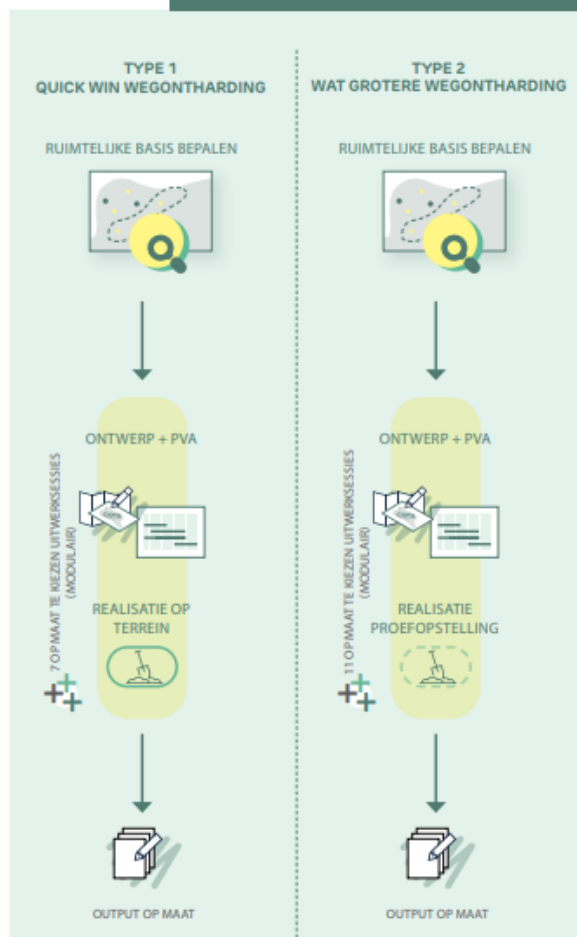 TYPE 1
QUICK WIN WEGONTHARDING
RUIMTELIJKE BASIS BEPALEN
ONTWERP + PVA
7 OP MAAT TE KIEZEN UITWERKSESSIES
(MODULAIR)
REALISATIE OP
TERREIN
OUTPUT OP MAAT
TYPE 2
WAT GROTERE WEGONTHARDING
RUIMTELIJKE BASIS BEPALEN
ONTWERP + PVA
11 OP MAAT TE KIEZEN UITWERKSESSIES
(MODULAIR)
REALISATIE
PROEFOPSTELLING
OUTPUT OP MAAT